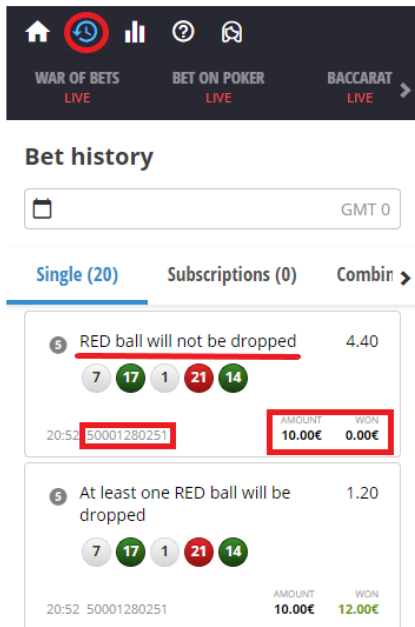 WAR OF BETS BET ON POKER BACCARAT
LIVE LIVE LIVE
Bet history
GMT 0
Single (20) Subscriptions (0) Combin
5 RED ball will not be dropped 4.40
7 17 1 21 14
AMOUNT WON
20:52 50001280251 10.00€ 0.00€
5 At least one RED ball will be 1.20
dropped
7 17 1 21 14
AMOUNT WON
20:52 50001280251 10.00€ 12.00€